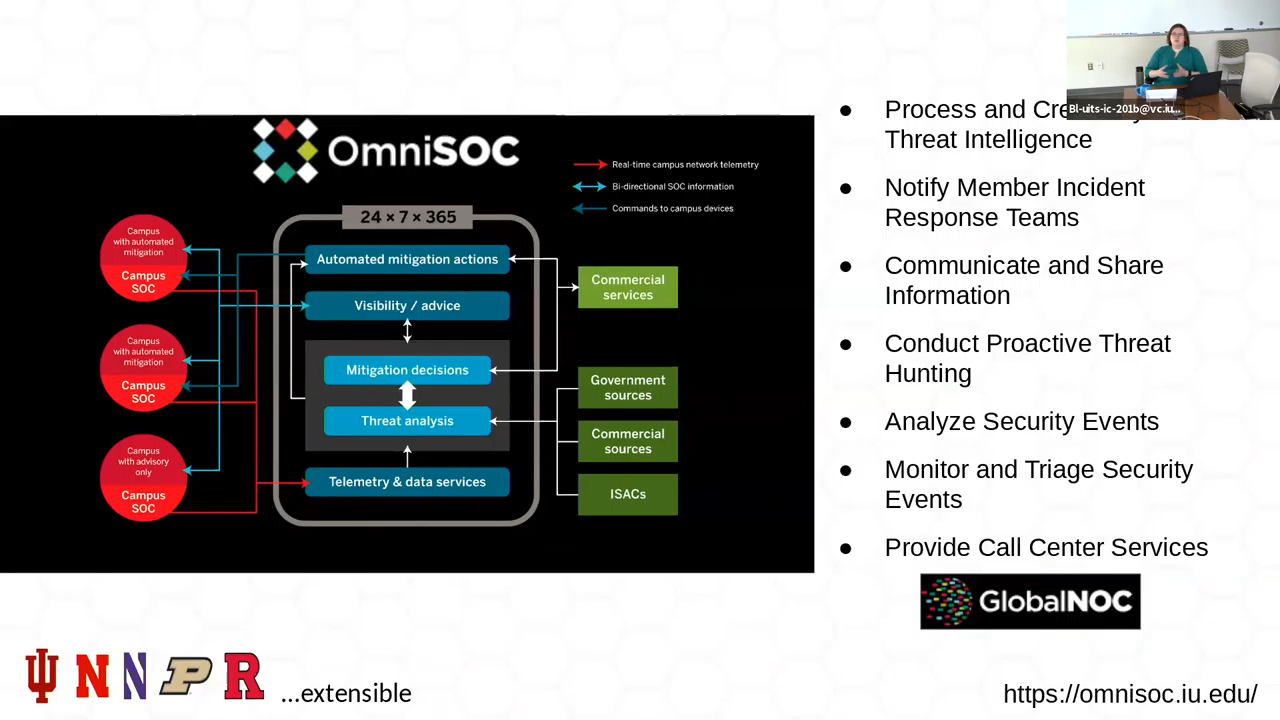 OmniSOC
Real-time campus network telemetry
Bi-directional SOC information
Commands to campus devices
24 × 7 × 365
Campus
with automated
mitigation
Campus
SOC
Campus
with automated
mitigation
Campus
SOC
Campus
with advisory
only
Campus
SOC
Automated mitigation actions
Visibility / advice
Mitigation decisions
Threat analysis
Telemetry & data services
Commercial
services
Government
sources
Commercial
sources
ISACs
Bl-uits-ic-201b@vc.iu...
● Process and
Threat Intelligence
● Notify Member Incident
Response Teams
● Communicate and Share
Information
● Conduct Proactive Threat
Hunting
● Analyze Security Events
● Monitor and Triage Security
Events
● Provide Call Center Services
GlobalNOC
N N P R
...extensible
https://omnisoc.iu.edu/